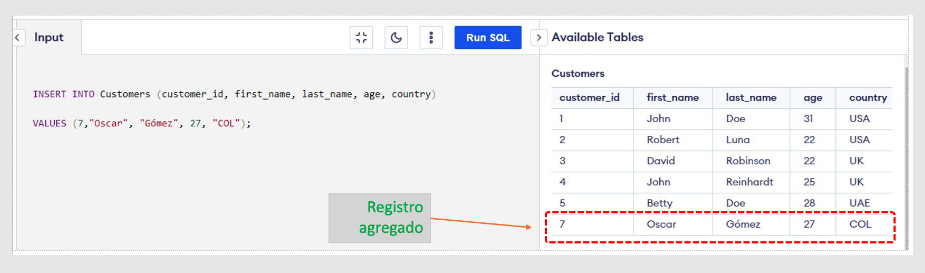 Input
Run SQL
INSERT INTO Customers (customer_id, first_name, last_name, age, country)
VALUES (7,"Oscar", "Gómez", 27, "COL");
Registro
agregado
Available Tables
Customers
customer_id first_name last_name age country
1 John Doe 31 USA
2 Robert Luna 22 USA
3 David Robinson 22 UK
4 John Reinhardt 25 UK
5 Betty Doe 28 UAE
7 Oscar Gómez 27 COL